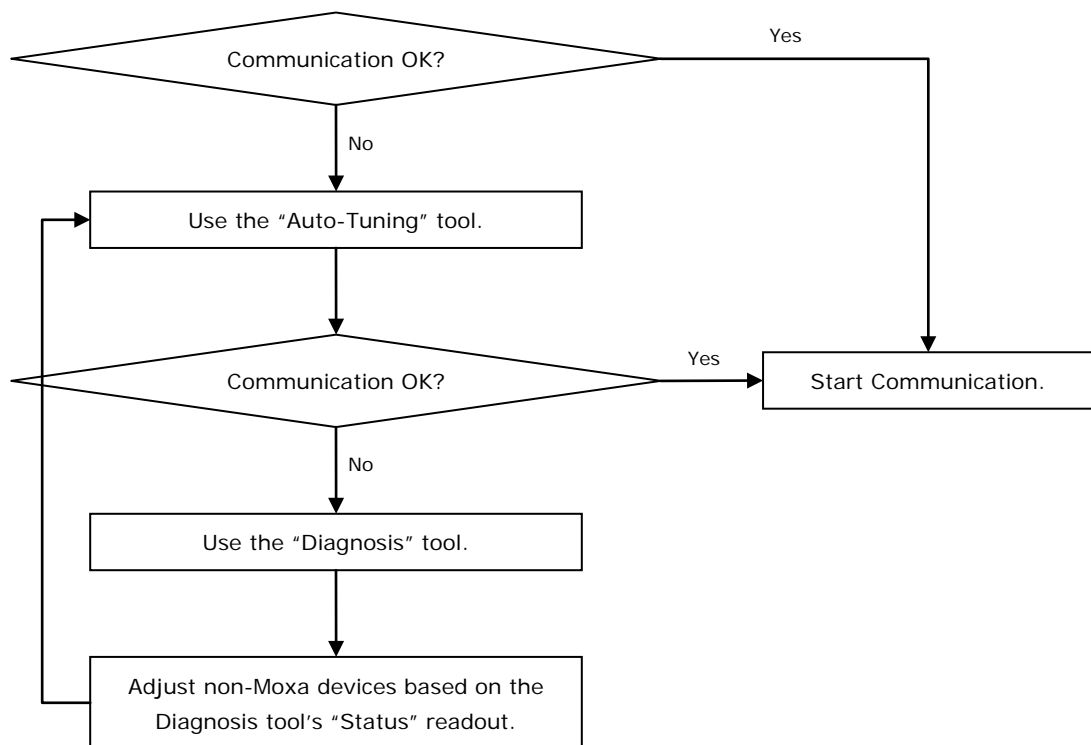 Communication OK?
Yes
No
Use the “Auto-Tuning” tool.
Communication OK?
Yes
Start Communication.
No
Use the “Diagnosis” tool.
Adjust non-Moxa devices based on the
Diagnosis tool’s “Status” readout.